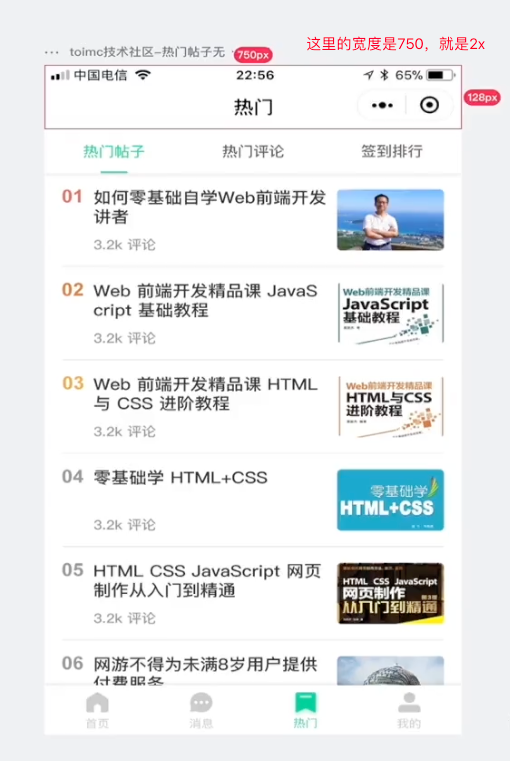 这里的宽度是750，就是2x
··· toimc技术社区-热门帖子无
750px
中国电信 22:56 65%
128px
热门
热门帖子 热门评论 签到排行
01 如何零基础自学Web前端开发
讲者
3.2k 评论
02 Web 前端开发精品课 JavaS
cript 基础教程
3.2k 评论
Web前端开发精品课
JavaScript
基础教程
03 Web 前端开发精品课 HTML
与 CSS 进阶教程
3.2k 评论
Web前端开发精品课
HTML与CSS
进阶教程
04 零基础学 HTML+CSS
3.2k 评论
零基础学
HTML+CSS
05 HTML CSS JavaScript 网页
制作从入门到精通
3.2k 评论
HTML CSS JavaScript
网页制作
从入门到精通
06 网游不得为未满8岁用户提供
付费服务
首页 消息 热门 我的